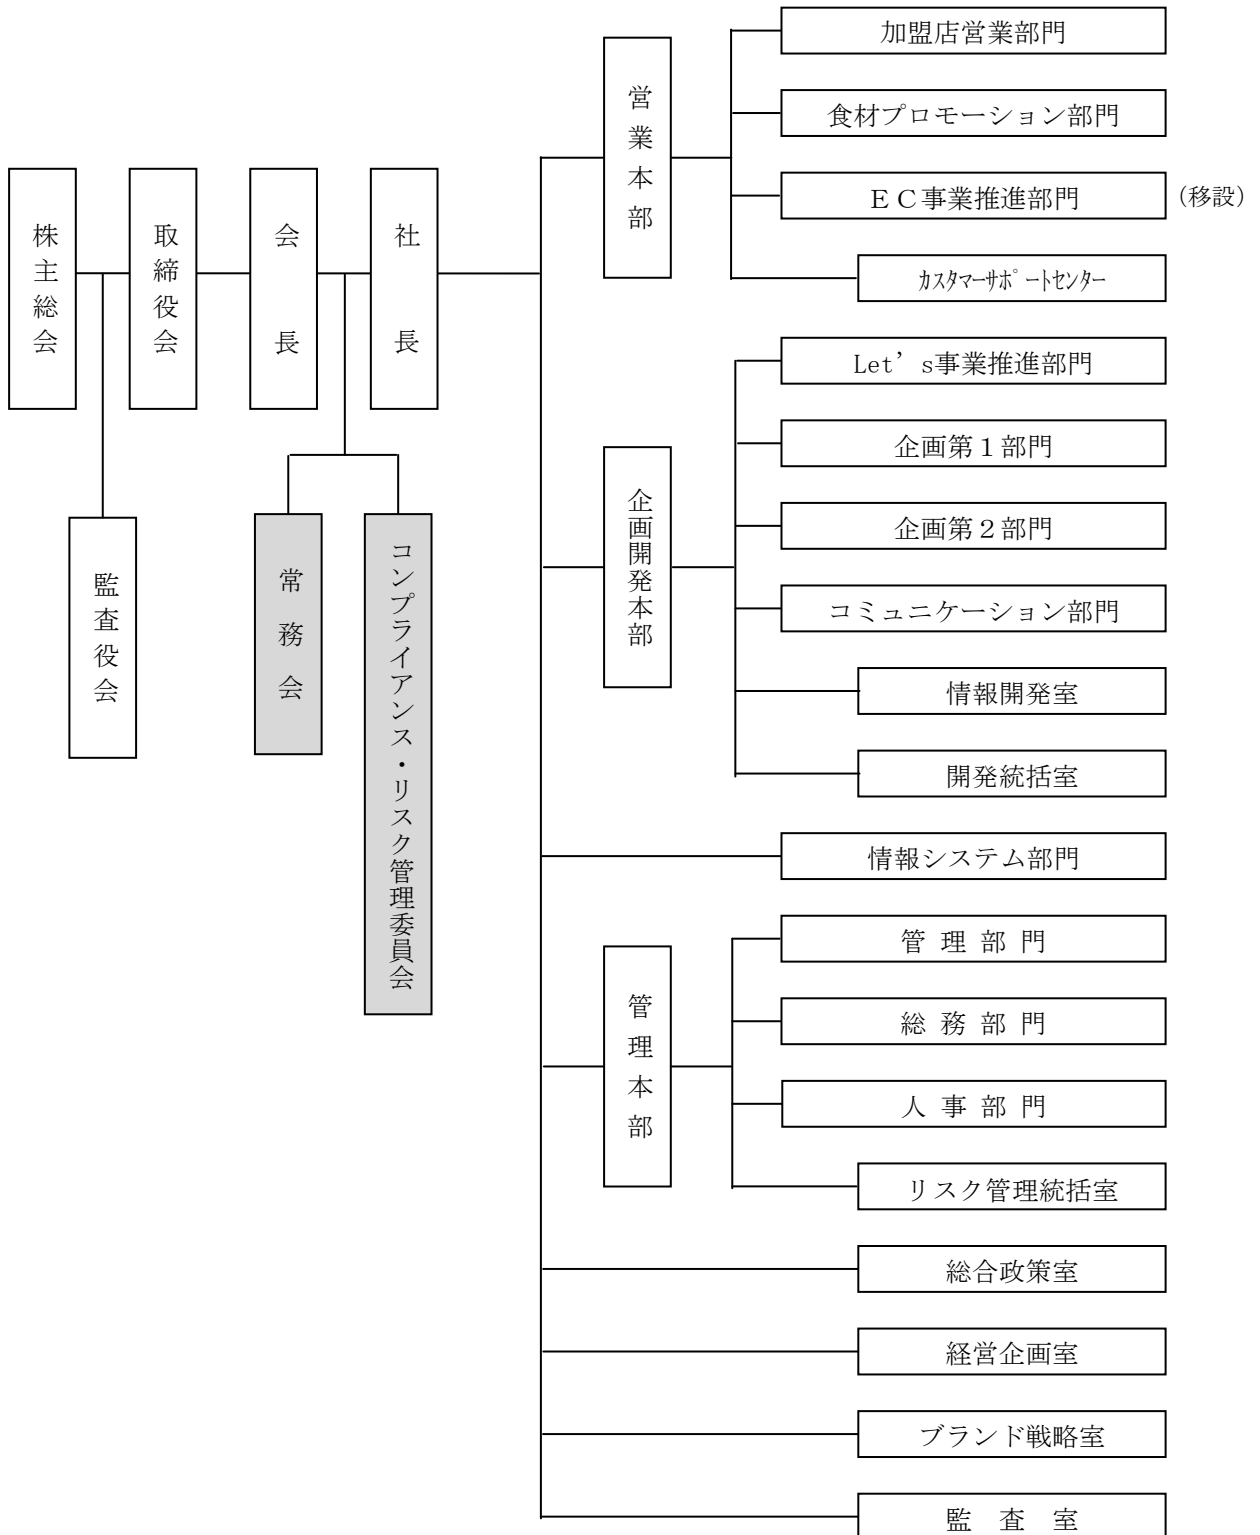 株主総会
取締役会
会長
社長
監査役会
常務会
コンプライアンス・リスク管理委員会
営業本部
加盟店営業部門
食材プロモーション部門
ＥＣ事業推進部門
(移設)
ｶｽﾀﾏｰｻﾎﾟｰﾄｾﾝﾀｰ
企画開発本部
Let’s事業推進部門
企画第１部門
企画第２部門
コミュニケーション部門
情報開発室
開発統括室
情報システム部門
管理本部
管 理 部 門
総 務 部 門
人 事 部 門
リスク管理統括室
総合政策室
経営企画室
ブランド戦略室
監　査　室